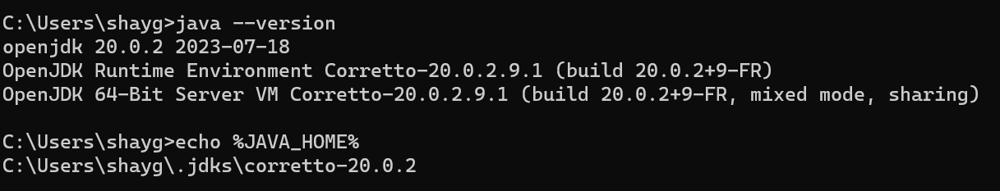 C:\Users\shayg>java --version
openjdk 20.0.2 2023-07-18
OpenJDK Runtime Environment Corretto-20.0.2.9.1 (build 20.0.2+9-FR)
OpenJDK 64-Bit Server VM Corretto-20.0.2.9.1 (build 20.0.2+9-FR, mixed mode, sharing)
C:\Users\shayg>echo %JAVA_HOME%
C:\Users\shayg\.jdks\corretto-20.0.2